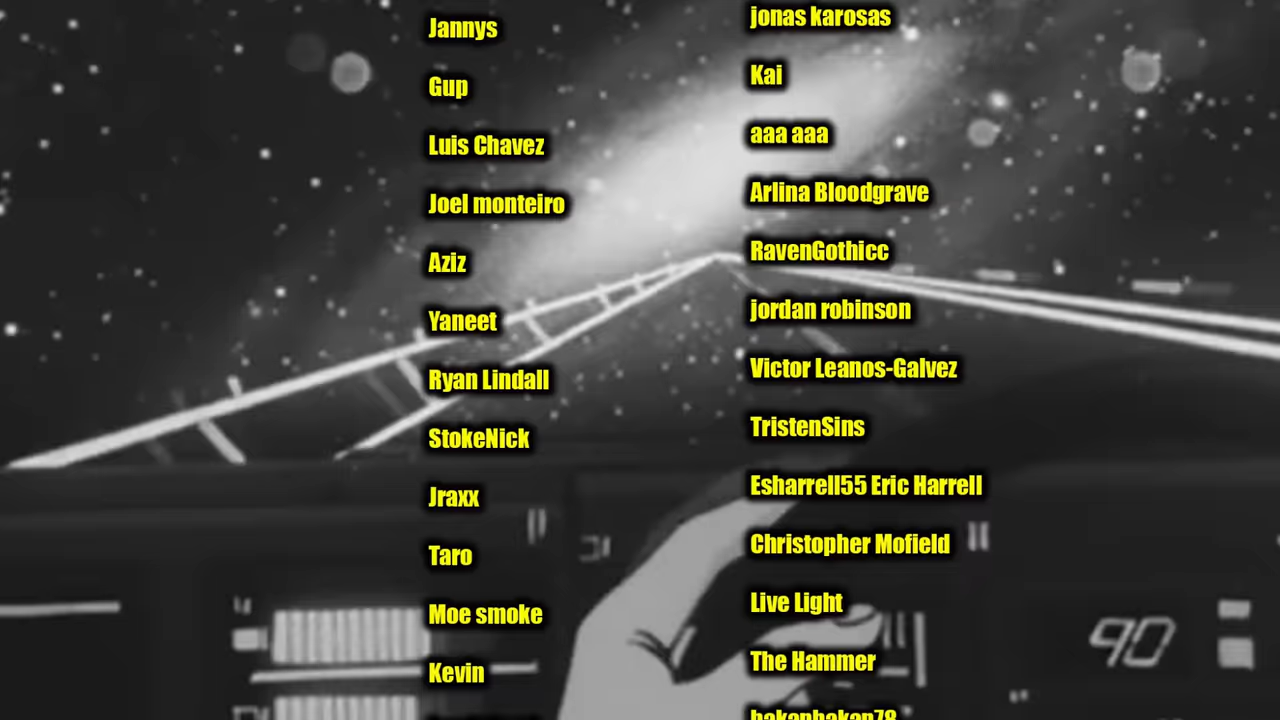 Jannys
Gup
Luis Chavez
Joel monteiro
Aziz
Yaneet
Ryan Lindall
StokeNick
Jraxx
Taro
Moe smoke
Kevin
jonas karosas
Kai
aaa aaa
Arlina Bloodgrave
RavenGothicc
jordan robinson
Victor Leanos-Galvez
TristenSins
Esharrell55 Eric Harrell
Christopher Mofield
Live Light
The Hammer
hakanhakan78
90